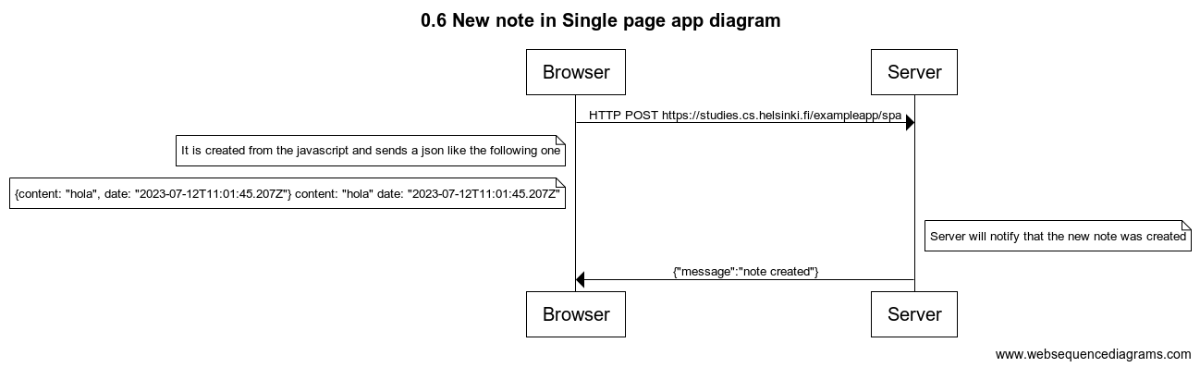 0.6 New note in Single page app diagram
Browser
Server
HTTP POST https://studies.cs.helsinki.fi/exampleapp/spa
It is created from the javascript and sends a json like the following one
{content: "hola", date: "2023-07-12T11:01:45.207Z"} content: "hola" date: "2023-07-12T11:01:45.207Z"
Server will notify that the new note was created
{"message":"note created"}
Browser
Server
www.websequencediagrams.com